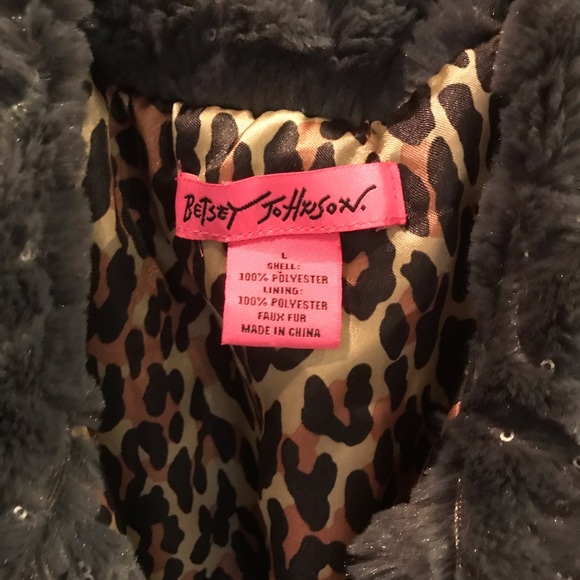 BETSEY JOHNSON.
L
SHELL:
100% POLYESTER
LINING:
100% POLYESTER
FAUX FUR
MADE IN CHINA